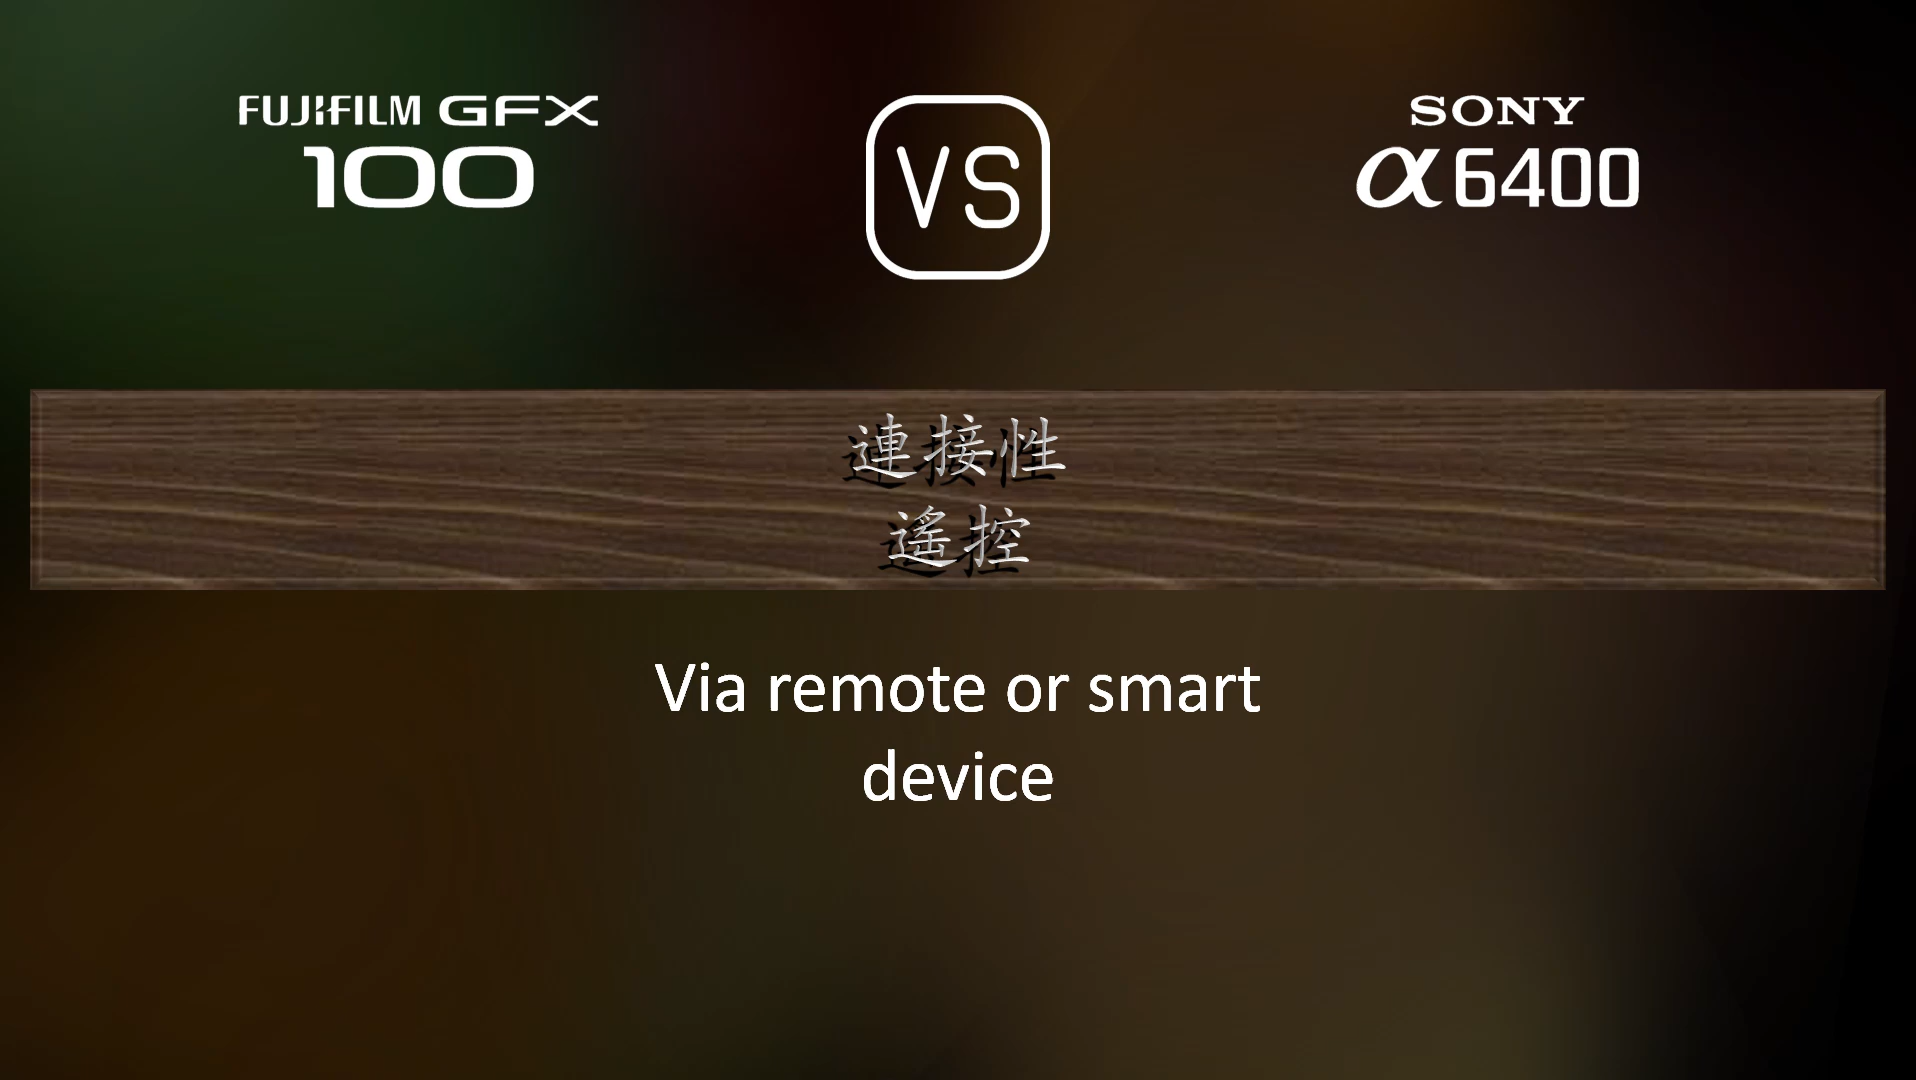 FUJIFILM GFX
100
VS
SONY
α6400
連接性
遙控
Via remote or smart
device